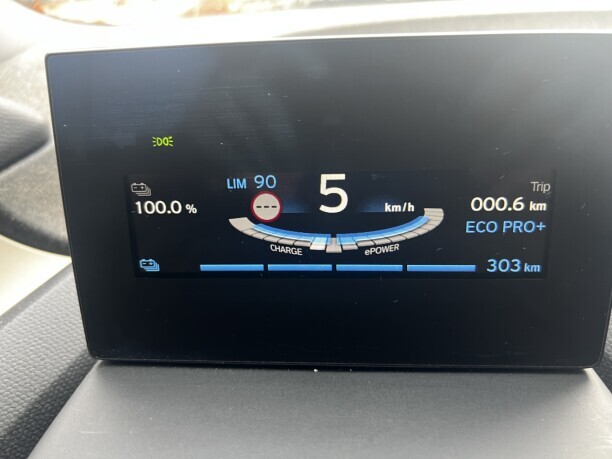 LIM 90
5
km/h
Trip
100.0 %
---
000.6 km
ECO PRO+
CHARGE
ePOWER
303 km